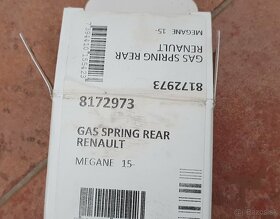 GAS SPRING REAR
RENAULT
MEGANE 15-
8172973
8172973
GAS SPRING REAR
RENAULT
MEGANE 15-